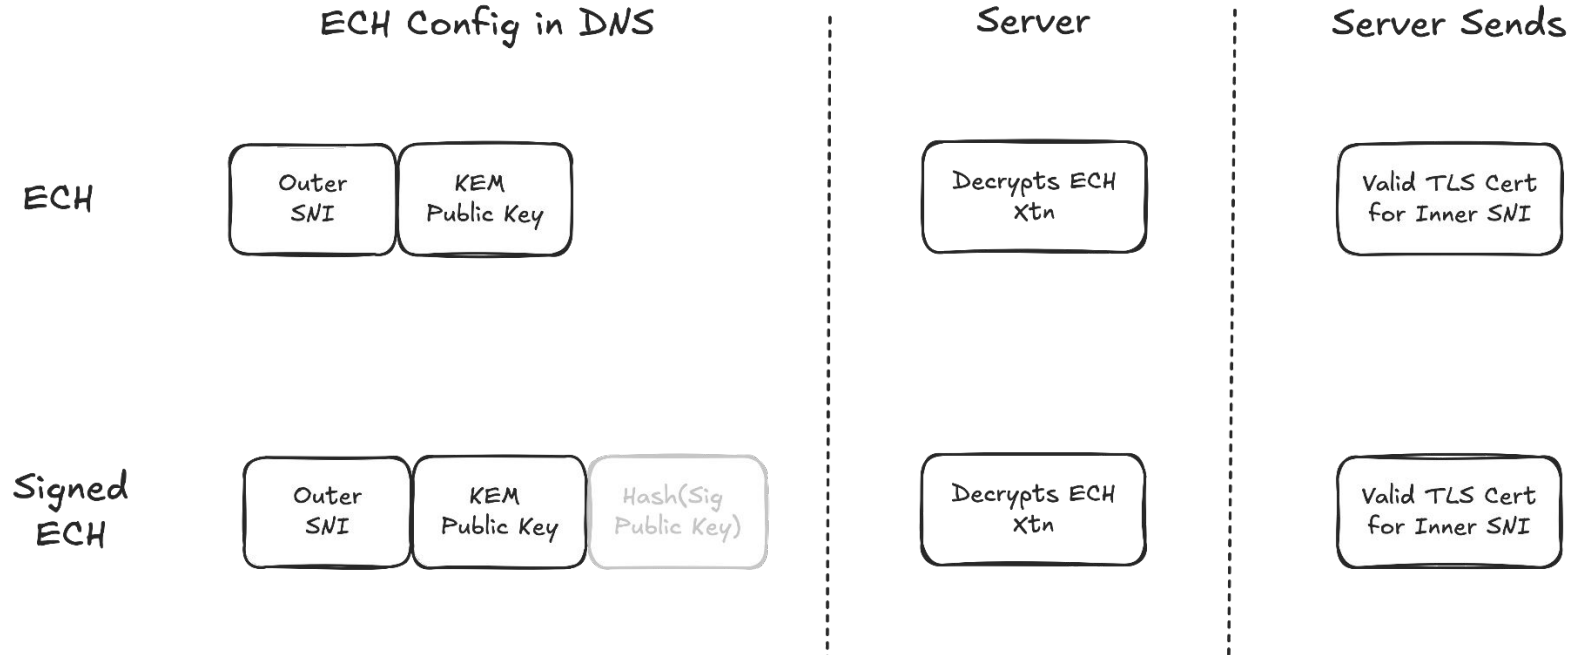 ECH Config in DNS
Server
Server Sends
ECH
Outer
SNI
KEM
Public Key
Decrypts ECH
Xtn
Valid TLS Cert
for Inner SNI
Signed
ECH
Outer
SNI
KEM
Public Key
Hash(Sig
Public Key)
Decrypts ECH
Xtn
Valid TLS Cert
for Inner SNI